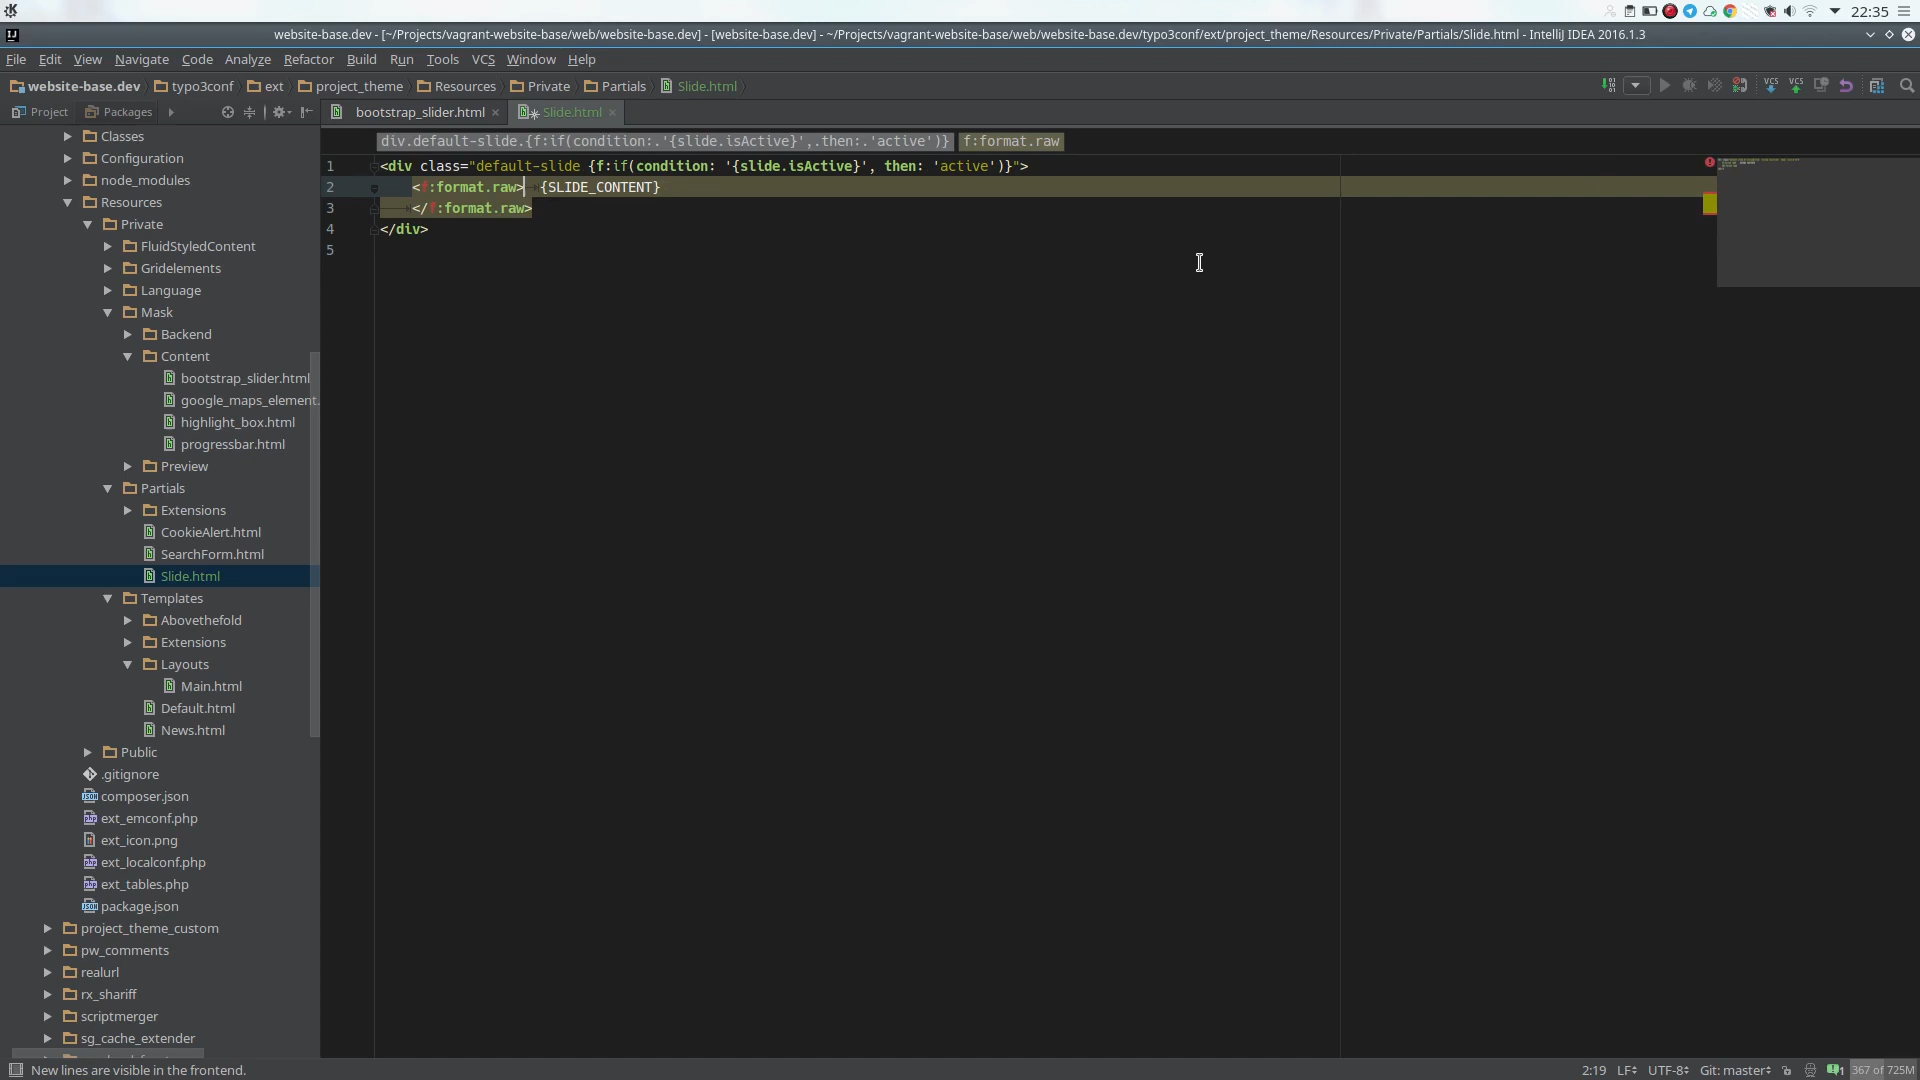 22:35
website-base.dev - [~/Projects/vagrant-website-base/web/website-base.dev] - [website-base.dev] - ~/Projects/vagrant-website-base/web/website-base.dev/typo3conf/ext/project_theme/Resources/Private/Partials/Slide.html - IntelliJ IDEA 2016.1.3
File Edit View Navigate Code Analyze Refactor Build Run Tools VCS Window Help
website-base.dev typo3conf ext project_theme Resources Private Partials Slide.html
Project Packages
bootstrap_slider.html Slide.html
div.default-slide.{f:if(condition:.'{slide.isActive}',.then:.'active')} f:format.raw
1 <div class="default-slide {f:if(condition: '{slide.isActive}', then: 'active')}">
2 <f:format.raw> {SLIDE_CONTENT}
3 </f:format.raw>
4 </div>
5
Classes
Configuration
node_modules
Resources
Private
FluidStyledContent
Gridelements
Language
Mask
Backend
Content
bootstrap_slider.html
google_maps_element.
highlight_box.html
progressbar.html
Preview
Partials
Extensions
CookieAlert.html
SearchForm.html
Slide.html
Templates
Abovethefold
Extensions
Layouts
Main.html
Default.html
News.html
Public
.gitignore
composer.json
ext_emconf.php
ext_icon.png
ext_localconf.php
ext_tables.php
package.json
project_theme_custom
pw_comments
realurl
rx_shariff
scriptmerger
sg_cache_extender
New lines are visible in the frontend.
2:19 LF UTF-8 Git: master 1 367 of 725M